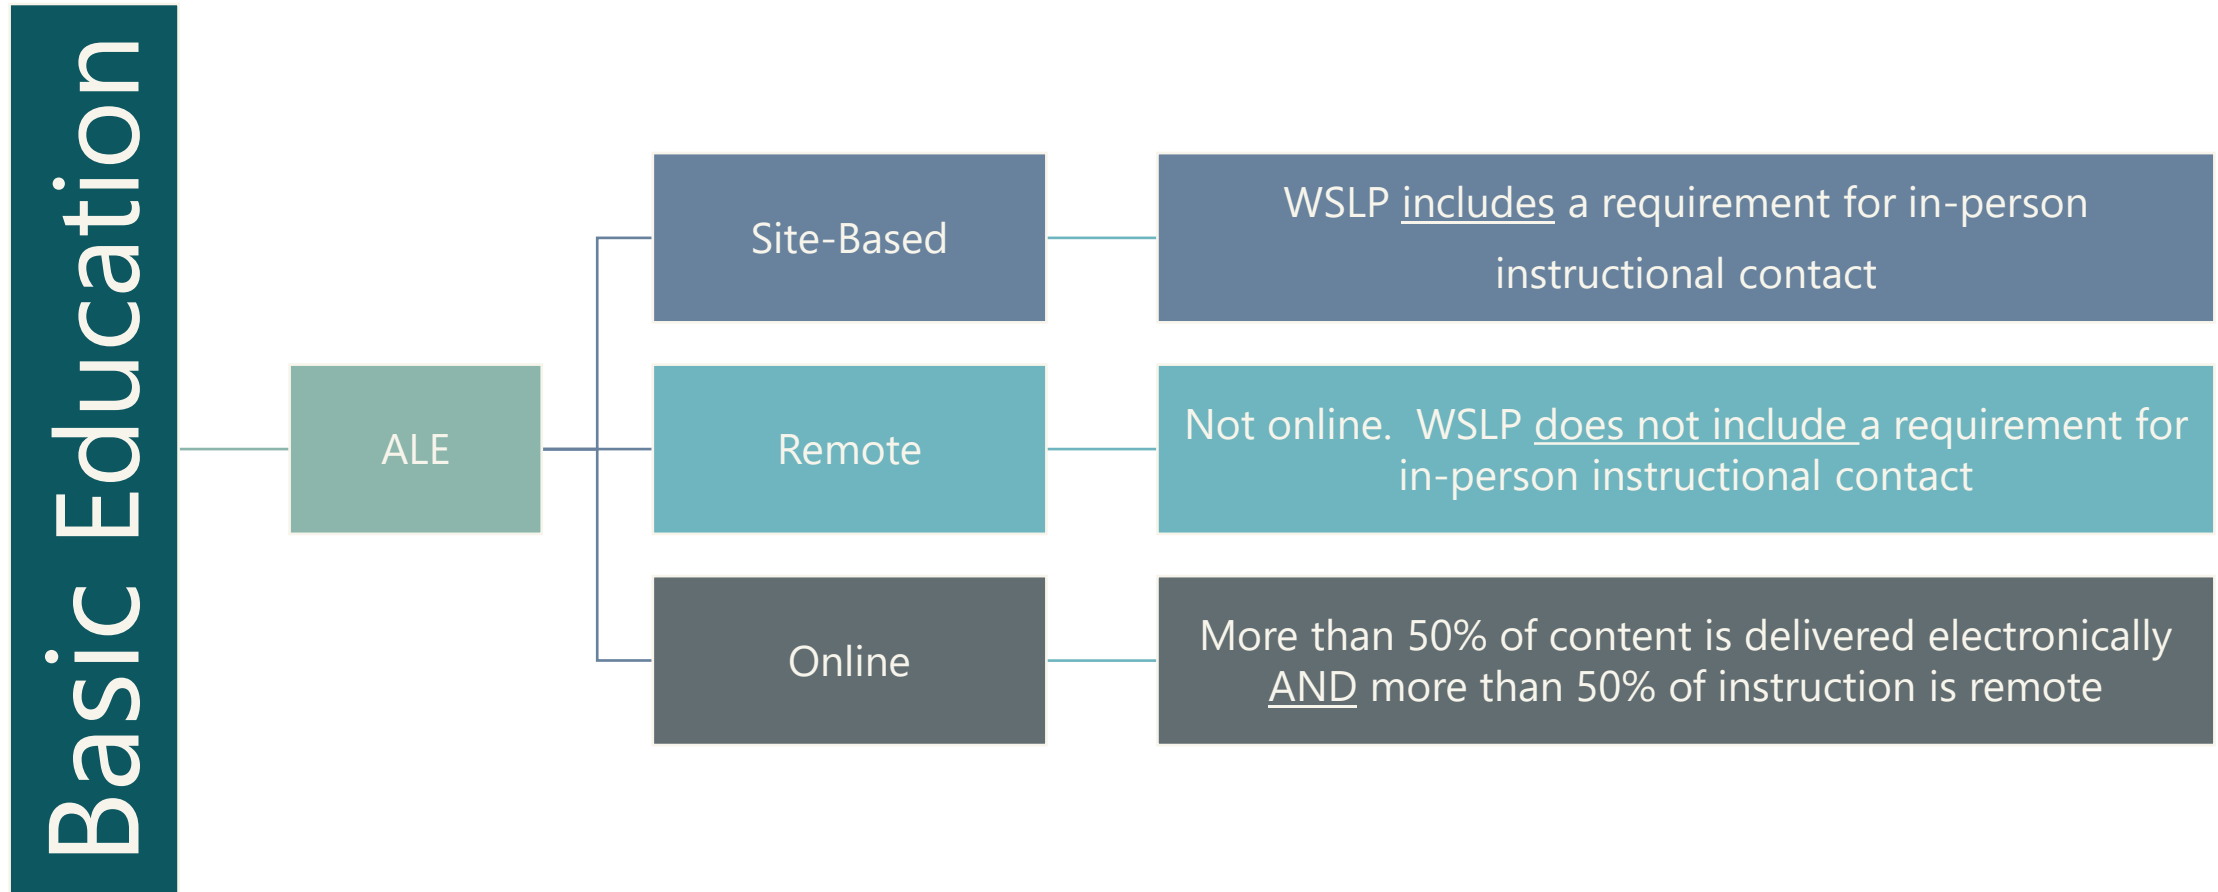 Basic Education
ALE
Site-Based
WSLP includes a requirement for in-person
instructional contact
Remote
Not online.  WSLP does not include a requirement for
in-person instructional contact
Online
More than 50% of content is delivered electronically
AND more than 50% of instruction is remote